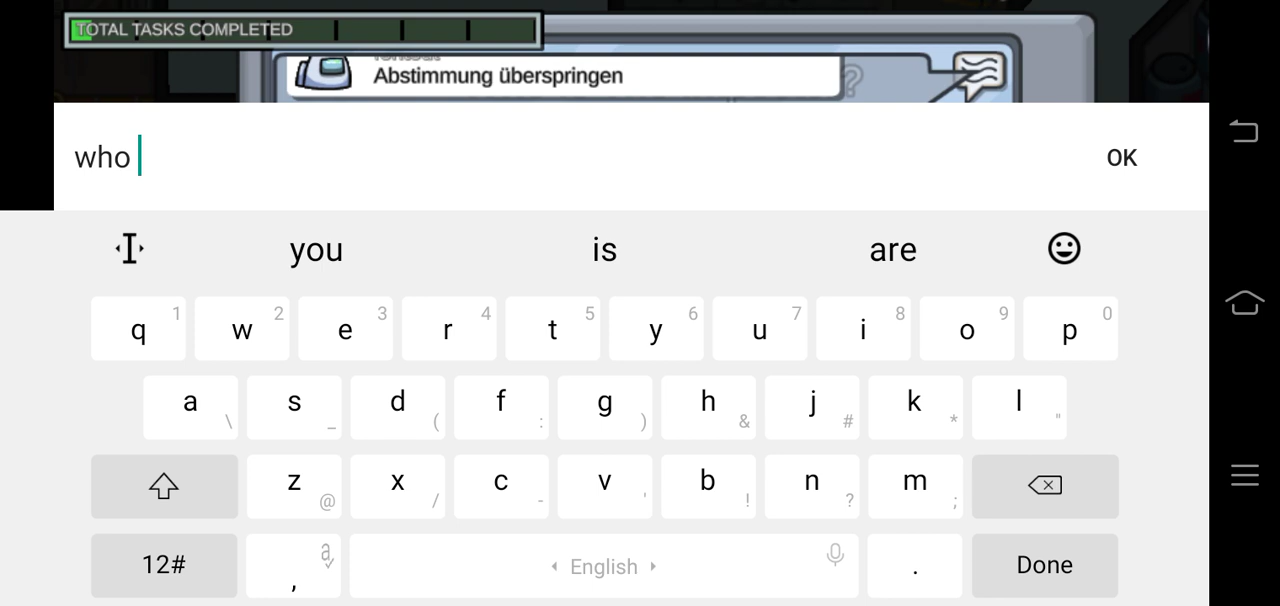 TOTAL TASKS COMPLETED
Abstimmung überspringen
who
OK
you is are
q 1 w 2 e 3 r 4 t 5 y 6 u 7 i 8 o 9 p 0
a \ s _ d ( f : g ) h & j # k * l "
z @ x / c - v ' b ! n ? m ;
12# , English . Done